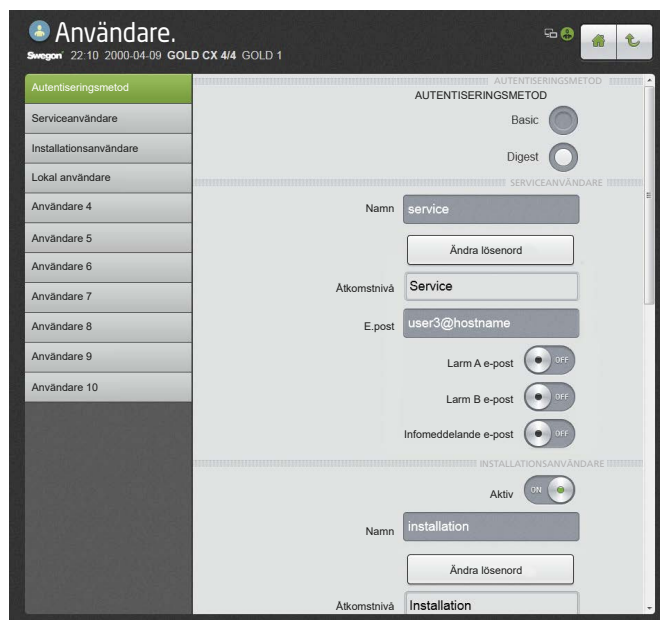 Användare.
Swegon 22:10 2000-04-09 GOLD CX 4/4 GOLD 1
Autentiseringsmetod
Serviceanvändare
Installationsanvändare
Lokal användare
Användare 4
Användare 5
Användare 6
Användare 7
Användare 8
Användare 9
Användare 10
AUTENTISERINGSMETOD
AUTENTISERINGSMETOD
Basic
Digest
SERVICEANVÄNDARE
Namn service
Ändra lösenord
Åtkomstnivå Service
E.post user3@hostname
Larm A e-post OFF
Larm B e-post OFF
Infomeddelande e-post OFF
INSTALLATIONSANVÄNDARE
Aktiv ON
Namn installation
Ändra lösenord
Åtkomstnivå Installation